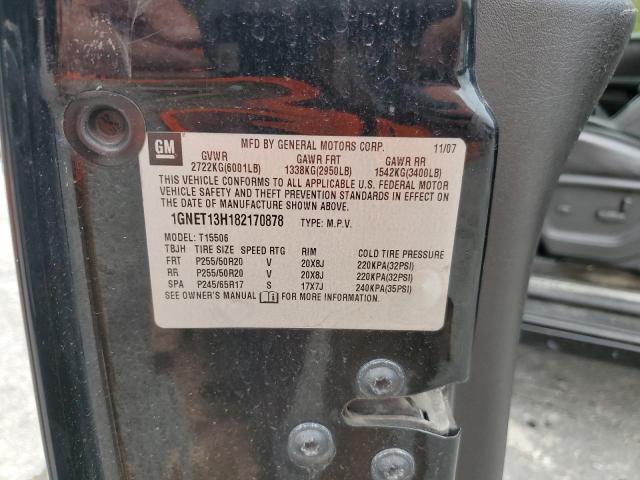 GM
MFD BY GENERAL MOTORS CORP. 11/07
GVWR GAWR FRT GAWR RR
2722KG(6001LB) 1338KG(2950LB) 1542KG(3400LB)
THIS VEHICLE CONFORMS TO ALL APPLICABLE U.S. FEDERAL MOTOR
VEHICLE SAFETY AND THEFT PREVENTION STANDARDS IN EFFECT ON
THE DATE OF MANUFACTURE SHOWN ABOVE.
1GNET13H182170878 TYPE: M.P.V.
MODEL: T15506
TBJH TIRE SIZE SPEED RTG RIM COLD TIRE PRESSURE
FRT P255/50R20 V 20X8J 220KPA(32PSI)
RR P255/50R20 V 20X8J 220KPA(32PSI)
SPA P245/65R17 S 17X7J 240KPA(35PSI)
SEE OWNER'S MANUAL FOR MORE INFORMATION.